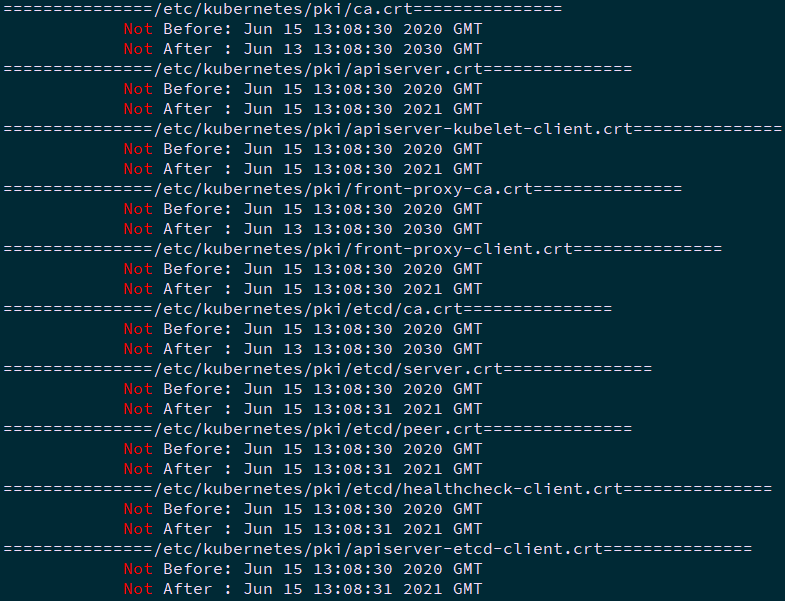 ===============/etc/kubernetes/pki/ca.crt===============
Not Before: Jun 15 13:08:30 2020 GMT
Not After : Jun 13 13:08:30 2030 GMT
===============/etc/kubernetes/pki/apiserver.crt===============
Not Before: Jun 15 13:08:30 2020 GMT
Not After : Jun 15 13:08:30 2021 GMT
===============/etc/kubernetes/pki/apiserver-kubelet-client.crt===============
Not Before: Jun 15 13:08:30 2020 GMT
Not After : Jun 15 13:08:30 2021 GMT
===============/etc/kubernetes/pki/front-proxy-ca.crt===============
Not Before: Jun 15 13:08:30 2020 GMT
Not After : Jun 13 13:08:30 2030 GMT
===============/etc/kubernetes/pki/front-proxy-client.crt===============
Not Before: Jun 15 13:08:30 2020 GMT
Not After : Jun 15 13:08:30 2021 GMT
===============/etc/kubernetes/pki/etcd/ca.crt===============
Not Before: Jun 15 13:08:30 2020 GMT
Not After : Jun 13 13:08:30 2030 GMT
===============/etc/kubernetes/pki/etcd/server.crt===============
Not Before: Jun 15 13:08:30 2020 GMT
Not After : Jun 15 13:08:31 2021 GMT
===============/etc/kubernetes/pki/etcd/peer.crt===============
Not Before: Jun 15 13:08:30 2020 GMT
Not After : Jun 15 13:08:31 2021 GMT
===============/etc/kubernetes/pki/etcd/healthcheck-client.crt===============
Not Before: Jun 15 13:08:30 2020 GMT
Not After : Jun 15 13:08:31 2021 GMT
===============/etc/kubernetes/pki/apiserver-etcd-client.crt===============
Not Before: Jun 15 13:08:30 2020 GMT
Not After : Jun 15 13:08:31 2021 GMT